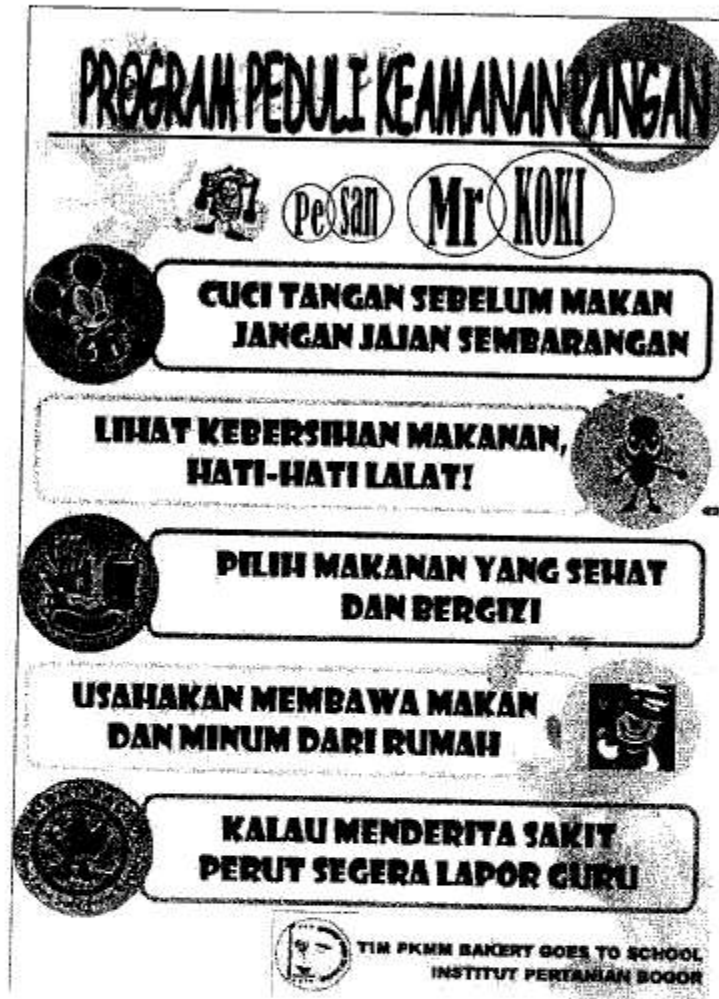 PROGRAM PEDULI KEAMANAN PANGAN
Pesan Mr KOKI
CUCI TANGAN SEBELUM MAKAN
JANGAN JAJAN SEMBARANGAN
LIHAT KEBERSIHAN MAKANAN,
HATI-HATI LALAT!
PILIH MAKANAN YANG SEHAT
DAN BERGIZI
USAHAKAN MEMBAWA MAKAN
DAN MINUM DARI RUMAH
KALAU MENDERITA SAKIT
PERUT SEGERA LAPOR GURU
TIM PKMM BAKERY GOES TO SCHOOL
INSTITUT PERTANIAN BOGOR